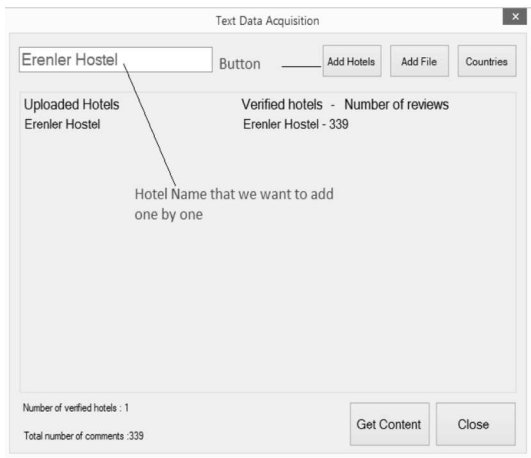 Text Data Acquisition
x
Erenler Hostel
Button
Add Hotels
Add File
Countries
Uploaded Hotels
Verified hotels - Number of reviews
Erenler Hostel
Erenler Hostel - 339
Hotel Name that we want to add
one by one
Number of verified hotels : 1
Total number of comments :339
Get Content
Close